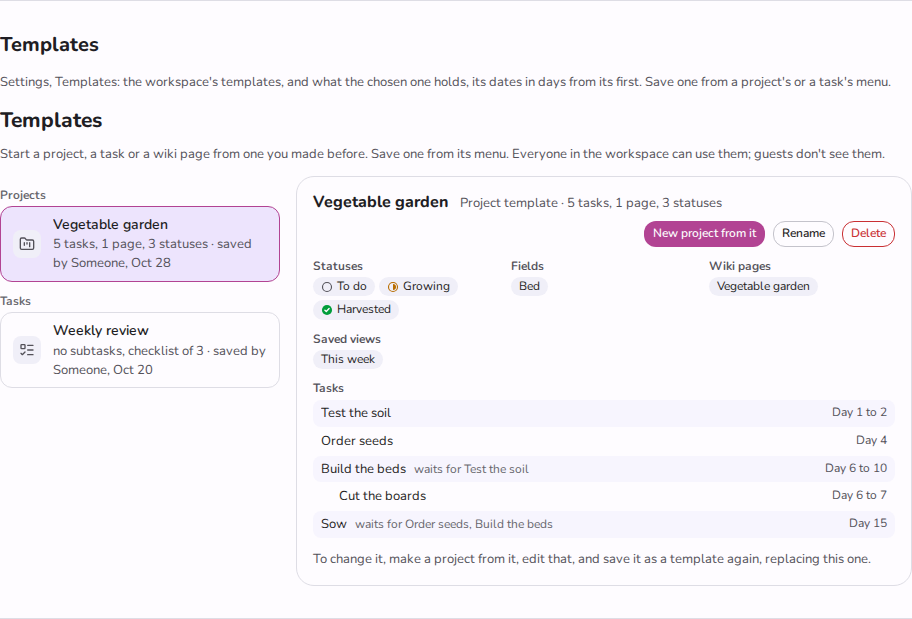 Templates
Settings, Templates: the workspace's templates, and what the chosen one holds, its dates in days from its first. Save one from a project's or a task's menu.
Templates
Start a project, a task or a wiki page from one you made before. Save one from its menu. Everyone in the workspace can use them; guests don't see them.
Projects
Vegetable garden
5 tasks, 1 page, 3 statuses · saved
by Someone, Oct 28
Tasks
Weekly review
no subtasks, checklist of 3 · saved by
Someone, Oct 20
Vegetable garden Project template · 5 tasks, 1 page, 3 statuses
New project from it Rename Delete
Statuses
To do Growing
Harvested
Fields
Bed
Wiki pages
Vegetable garden
Saved views
This week
Tasks
Test the soil Day 1 to 2
Order seeds Day 4
Build the beds waits for Test the soil Day 6 to 10
Cut the boards Day 6 to 7
Sow waits for Order seeds, Build the beds Day 15
To change it, make a project from it, edit that, and save it as a template again, replacing this one.